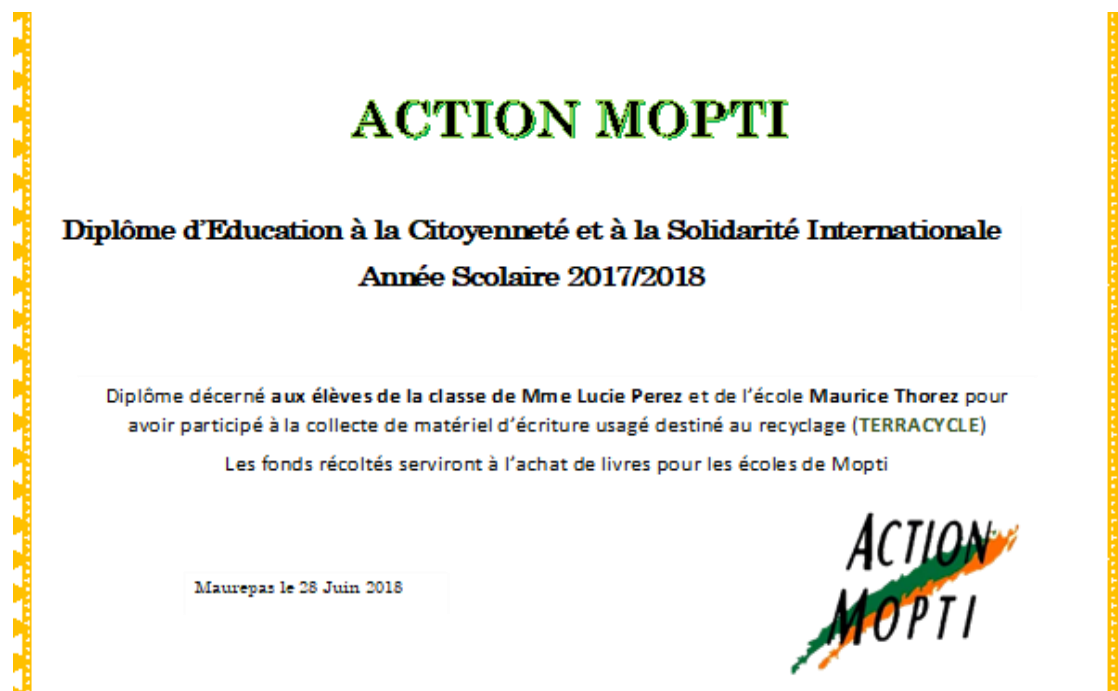 ACTION MOPTI
Diplôme d'Education à la Citoyenneté et à la Solidarité Internationale
Année Scolaire 2017/2018
Diplôme décerné aux élèves de la classe de Mme Lucie Perez et de l'école Maurice Thorez pour
avoir participé à la collecte de matériel d'écriture usagé destiné au recyclage (TERRACYCLE)
Les fonds récoltés serviront à l'achat de livres pour les écoles de Mopti
Maurepas le 28 Juin 2018
ACTION
MOPTI